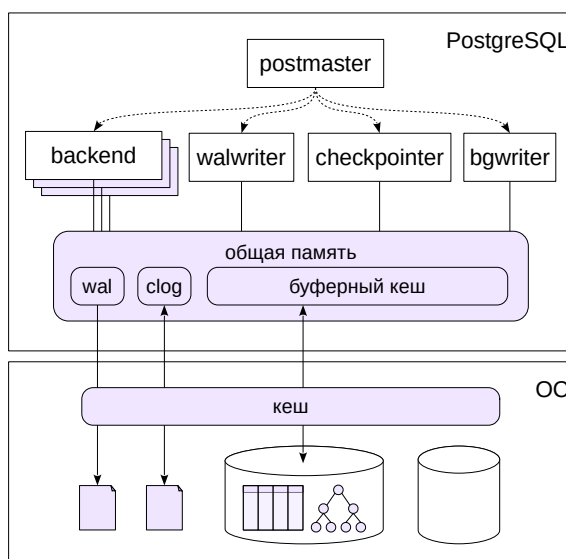 PostgreSQL
postmaster
backend walwriter checkpointer bgwriter
общая память
wal clog буферный кеш
ОС
кеш